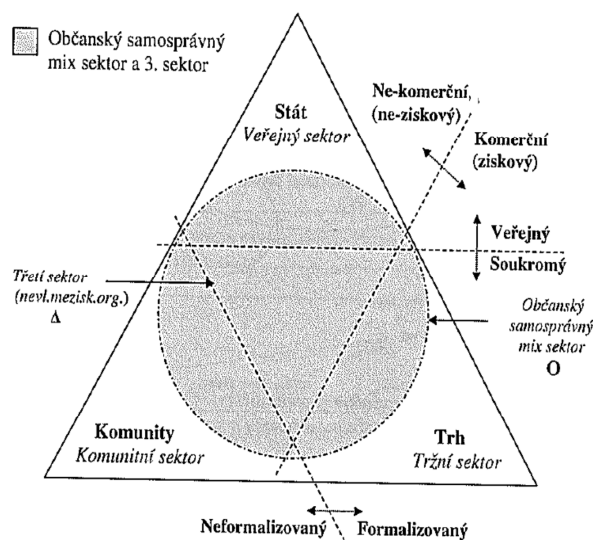 Občanský samosprávný
mix sektor a 3. sektor
Stát
Veřejný sektor
Ne-komerční,
(ne-ziskový)
Komerční
(ziskový)
Veřejný
Soukromý
Třetí sektor
(nevl.mezisk.org.)
Δ
Občanský
samosprávný
mix sektor
O
Komunity
Komunitní sektor
Trh
Tržní sektor
Neformalizovaný
Formalizovaný